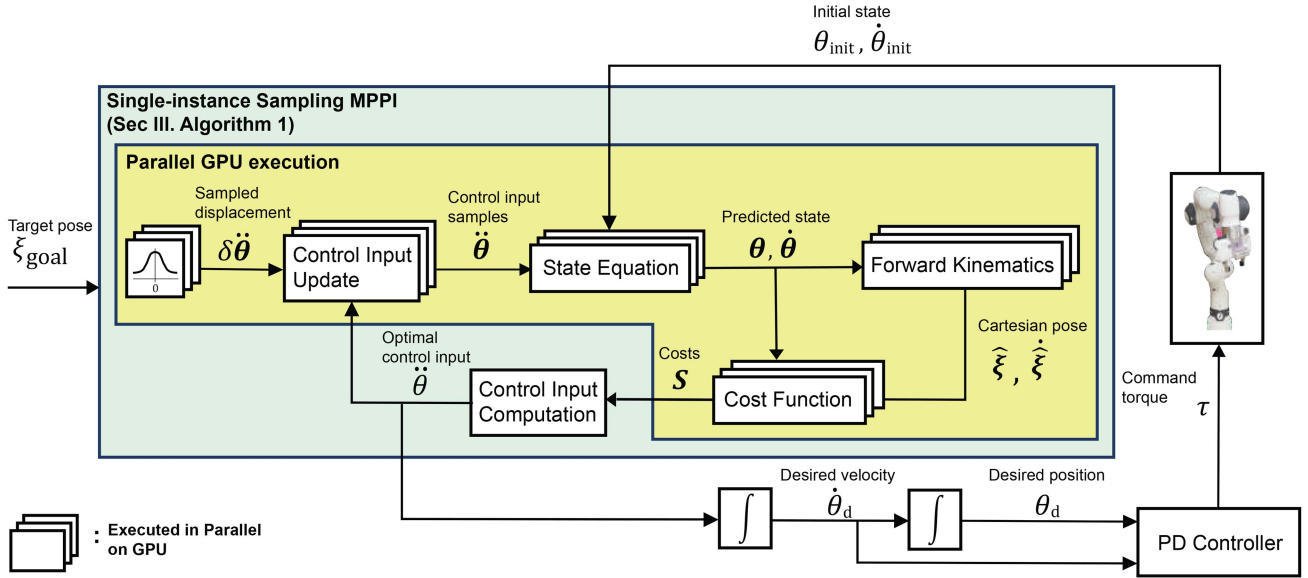 Initial state
θ_init , θ̇_init
Single-instance Sampling MPPI
(Sec III. Algorithm 1)
Parallel GPU execution
Target pose
ξ_goal
Sampled
displacement
δθ̈
0
Control Input
Update
Control input
samples
θ̈
State Equation
Predicted state
θ, θ̇
Forward Kinematics
Cartesian pose
ξ̂ , ξ̂̇
Optimal
control input
θ̈
Control Input
Computation
Costs
S
Cost Function
Command
torque
τ
∫
Desired velocity
θ̇_d
∫
Desired position
θ_d
PD Controller
: Executed in Parallel
on GPU